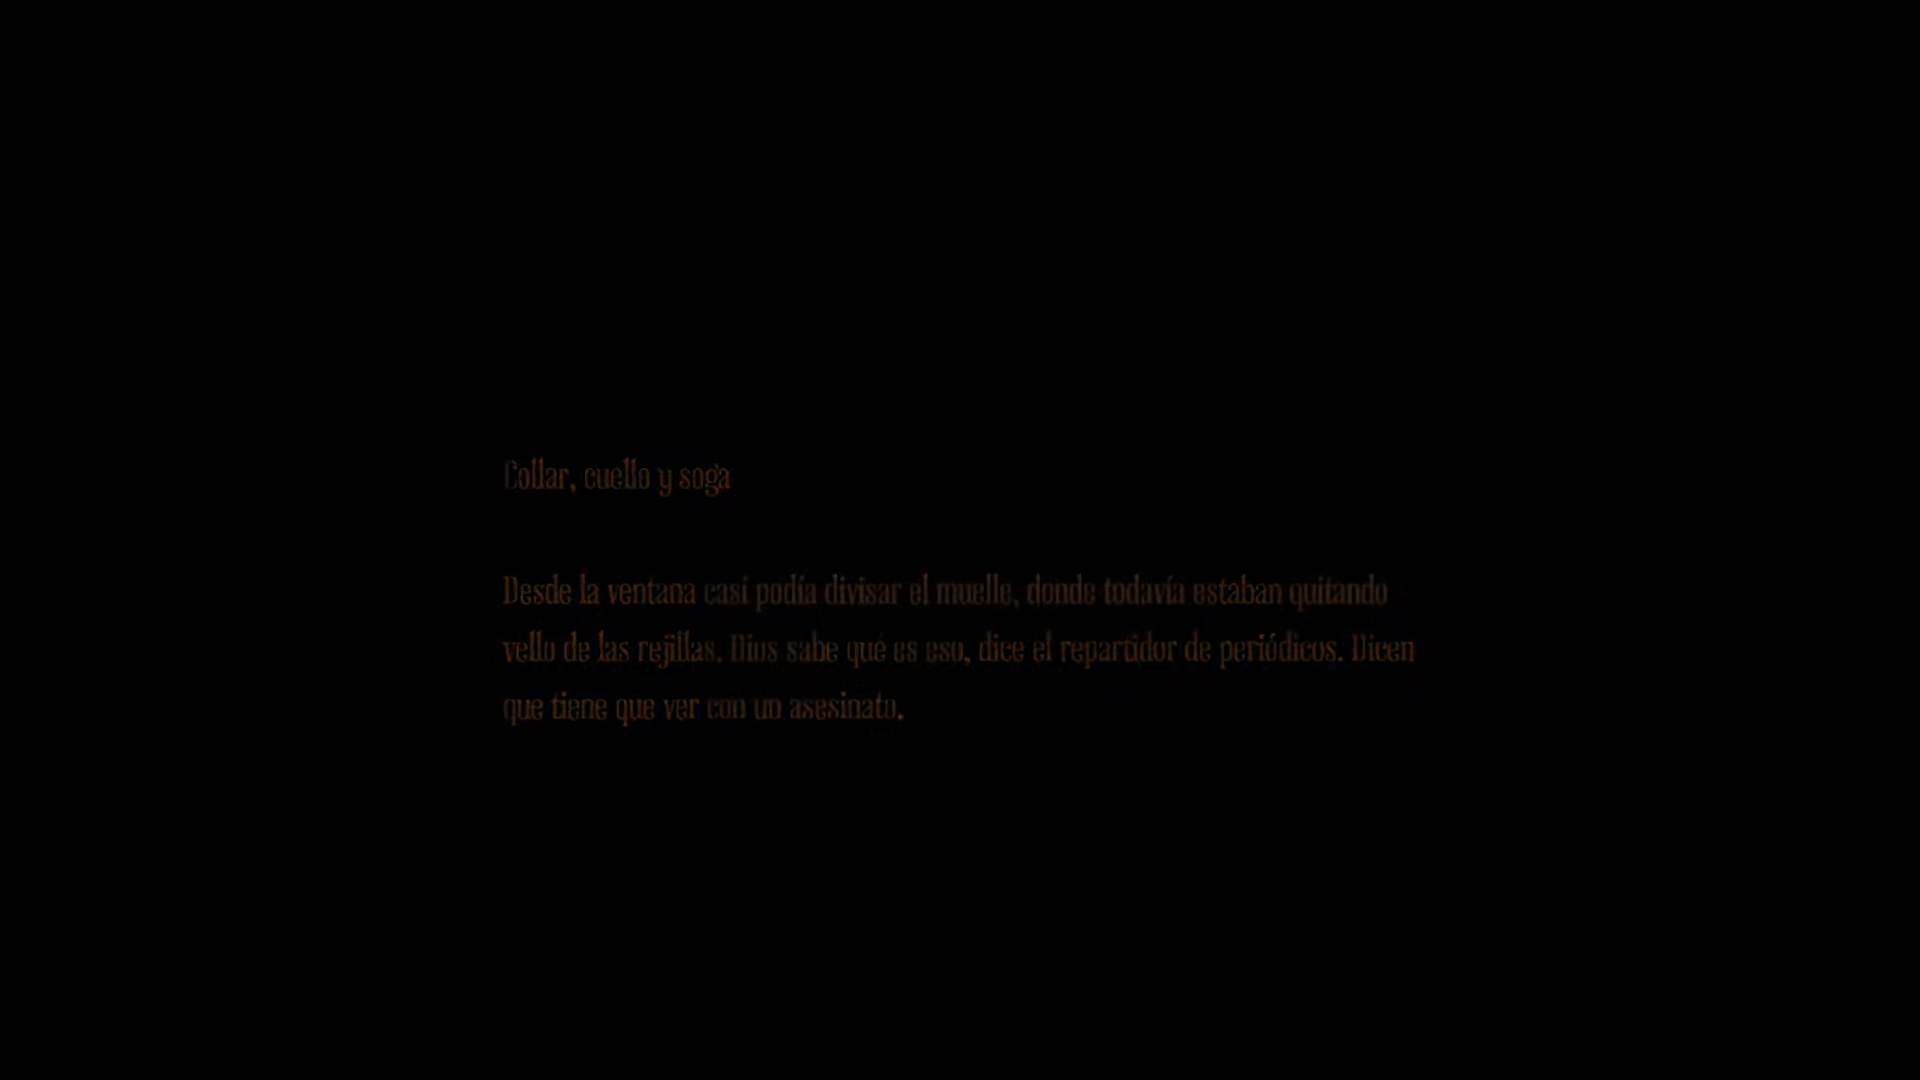 Collar, cuello y soga
Desde la ventana casi podía divisar el muelle, donde todavía estaban quitando
vello de las rejillas. Dios sabe qué es eso, dice el repartidor de periódicos. Dicen
que tiene que ver con un asesinato.